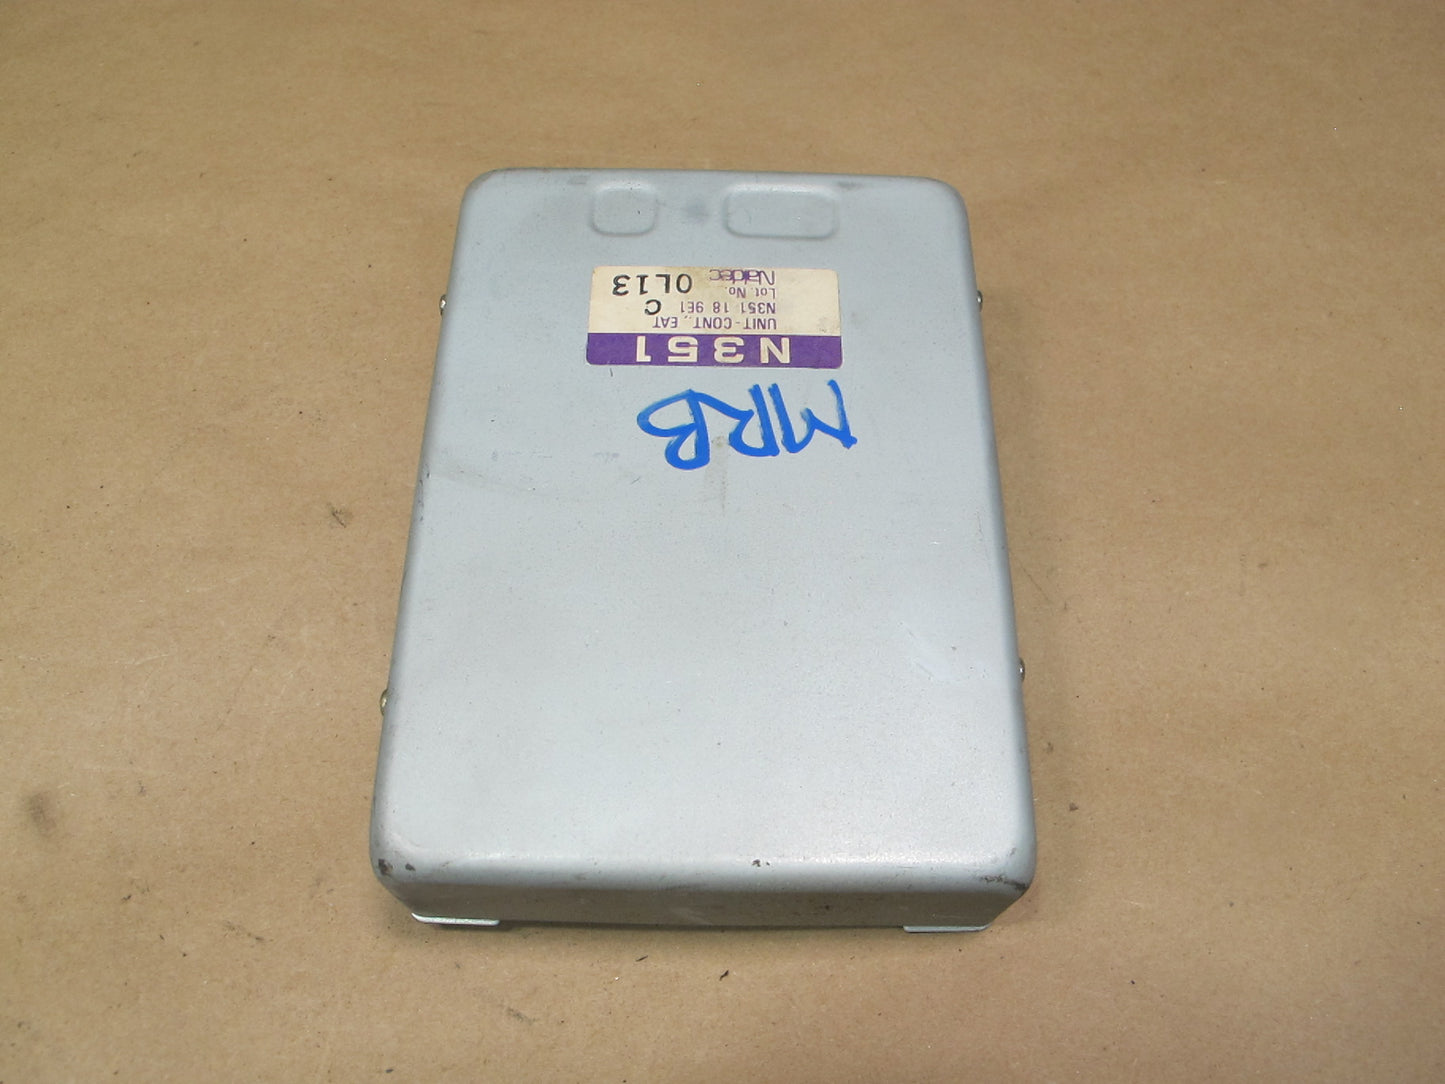 N351
UNIT-CONT., EAT
N351 18 9E1 C
Lot. No. 0L13
Naldec
MRB